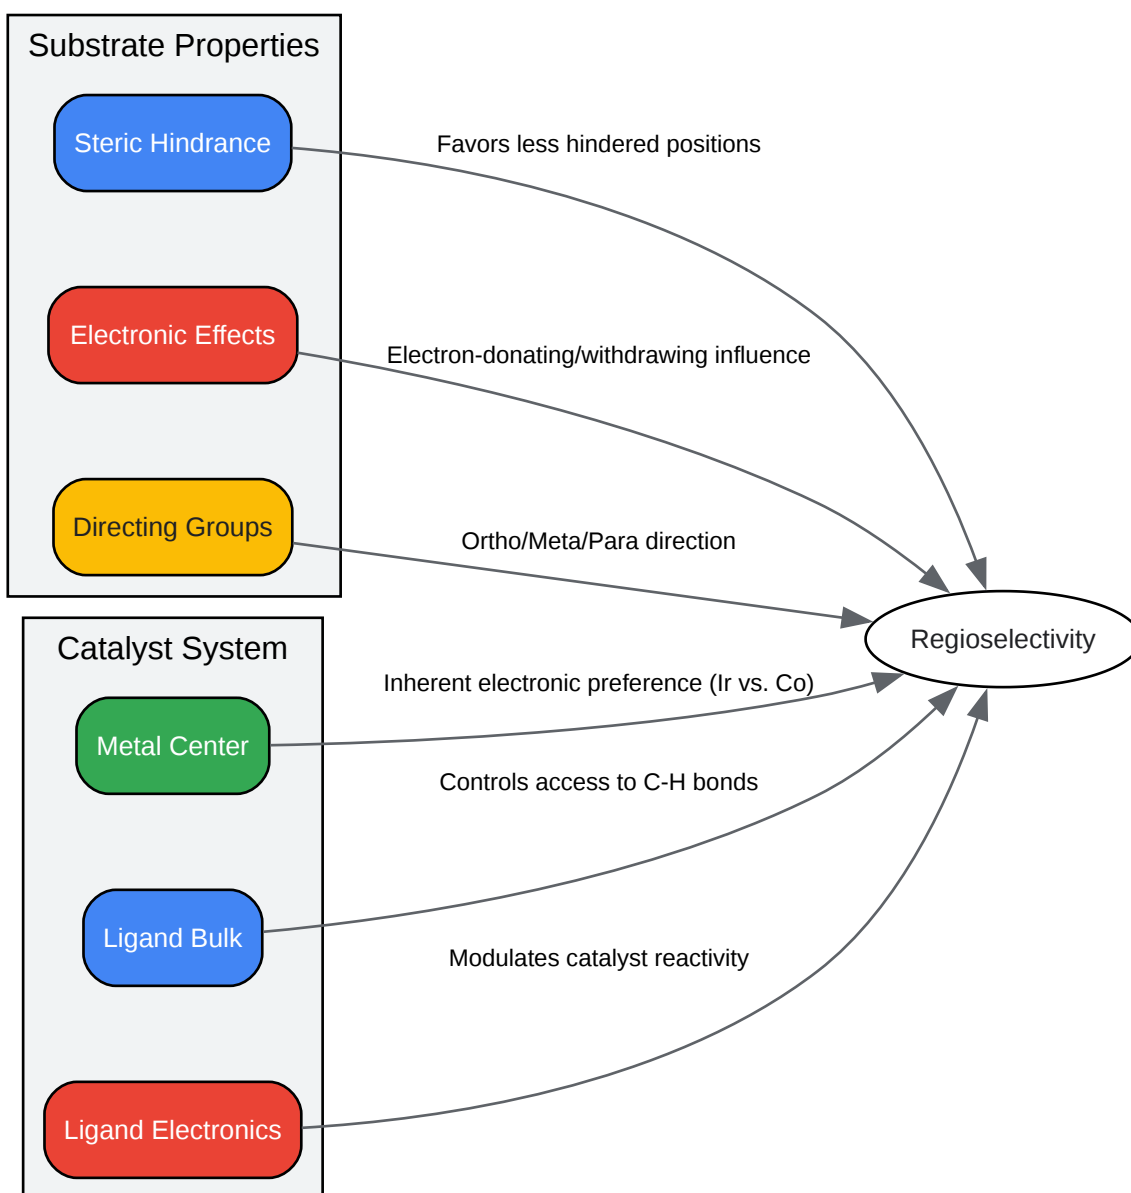 Substrate Properties
Steric Hindrance
Favors less hindered positions
Electronic Effects
Electron-donating/withdrawing influence
Directing Groups
Ortho/Meta/Para direction
Regioselectivity
Catalyst System
Inherent electronic preference (Ir vs. Co)
Metal Center
Controls access to C-H bonds
Ligand Bulk
Modulates catalyst reactivity
Ligand Electronics